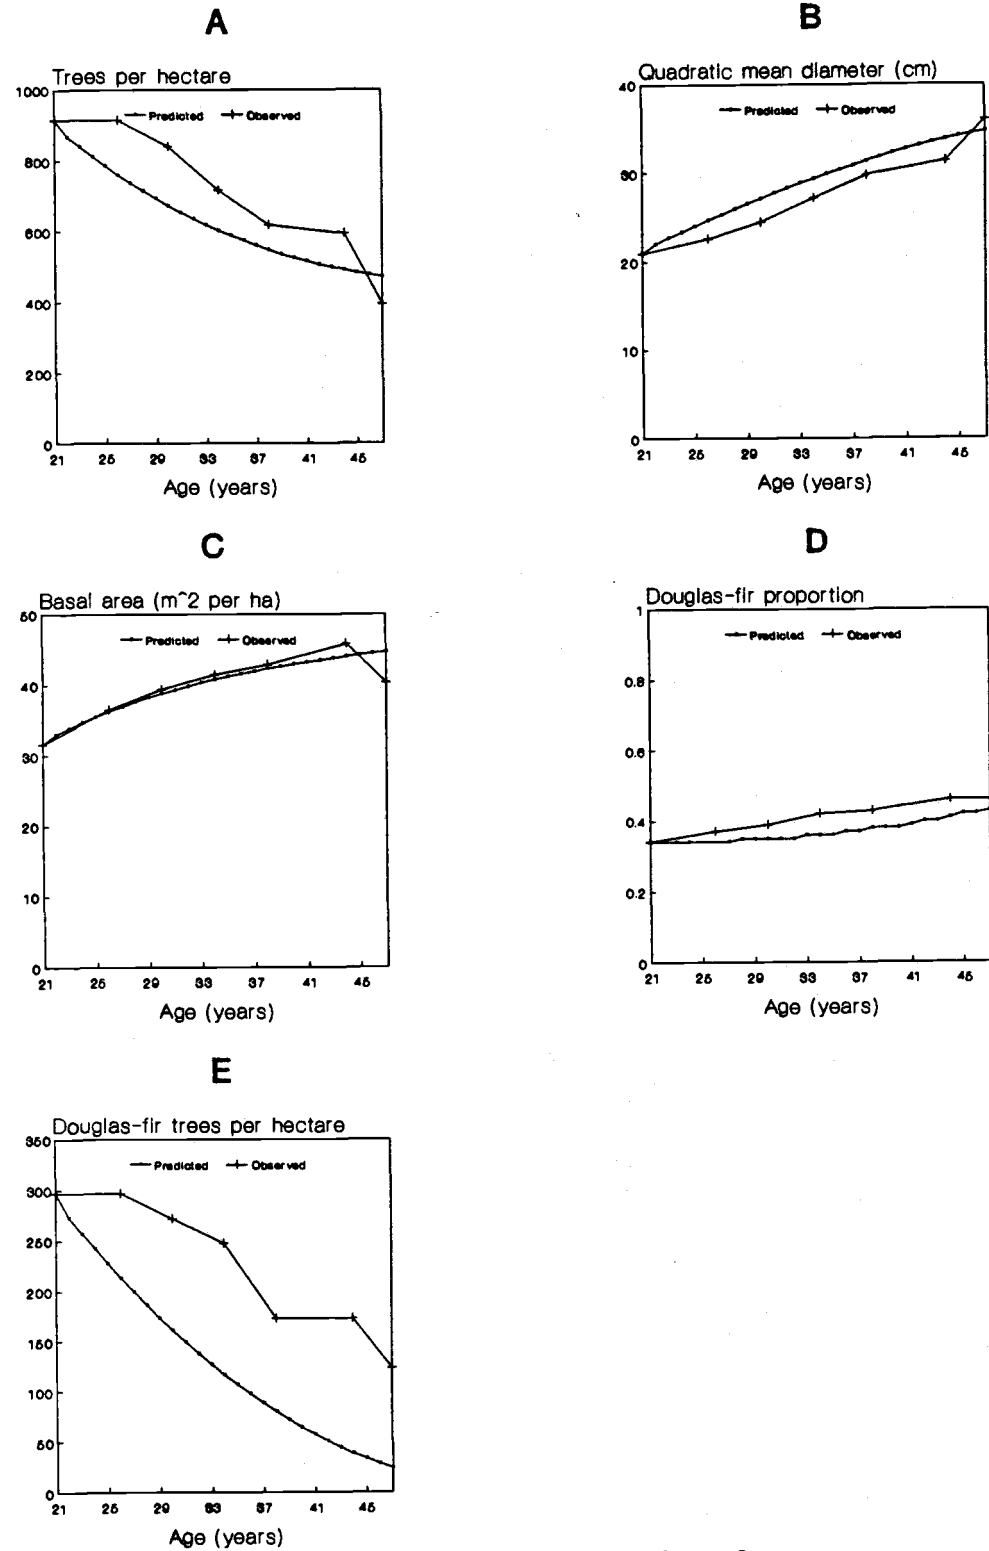 A
Trees per hectare
1000
Predicted Observed
800
600
400
200
0
21 25 29 33 37 41 45
Age (years)
B
Quadratic mean diameter (cm)
40
Predicted Observed
30
20
10
0
21 25 29 33 37 41 45
Age (years)
C
Basal area (m^2 per ha)
50
Predicted Observed
40
30
20
10
0
21 25 29 33 37 41 45
Age (years)
D
Douglas-fir proportion
1
Predicted Observed
0.8
0.6
0.4
0.2
0
21 25 29 33 37 41 45
Age (years)
E
Douglas-fir trees per hectare
350
Predicted Observed
300
250
200
150
100
50
0
21 25 29 33 37 41 45
Age (years)